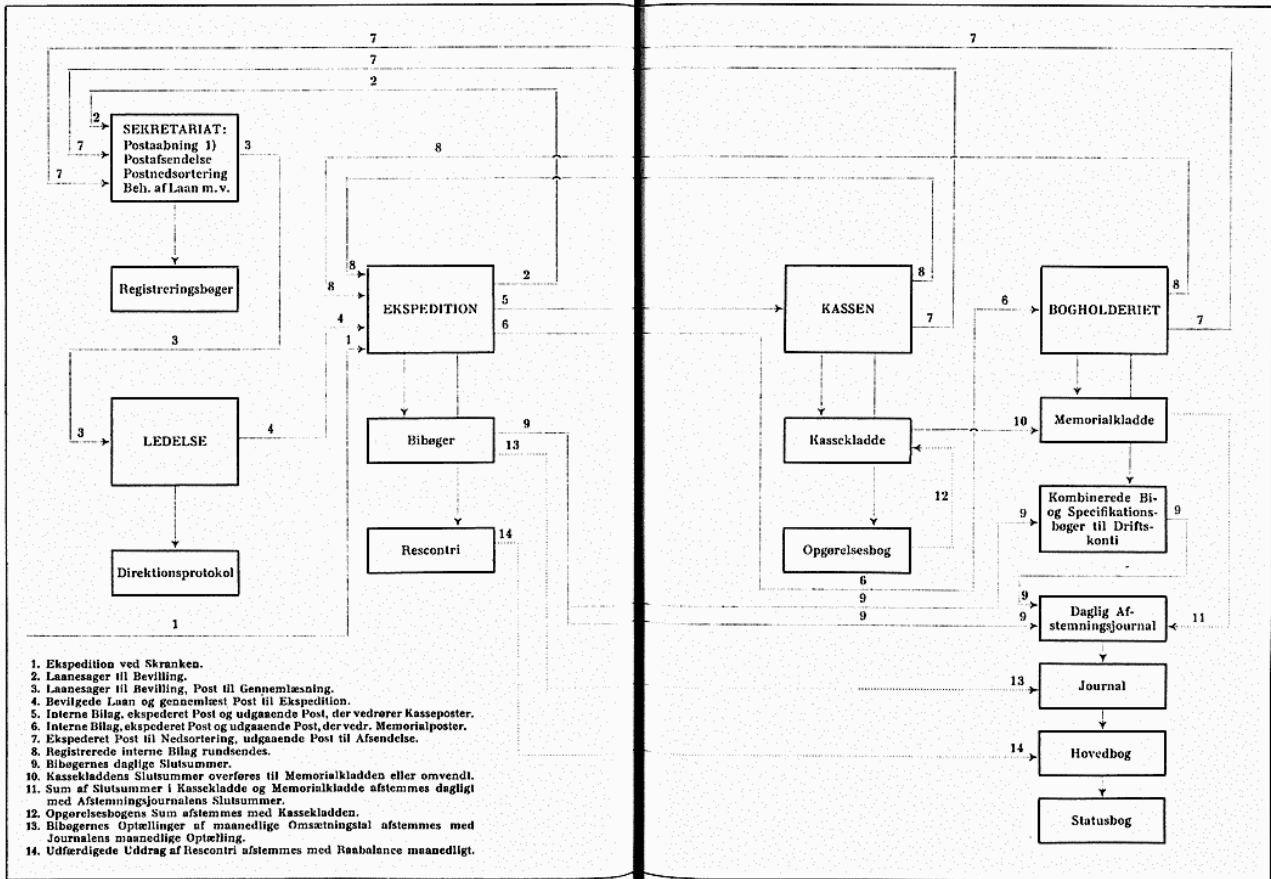 7
7
7
2
2
SEKRETARIAT:
Postaabning 1)
Postafsendelse
Postnedsortering
Beh. af Laan m.v.
3
7
7
8
Registreringsbøger
8
8
EKSPEDITION
2
5
6
4
1
KASSEN
8
7
6
BOGHOLDERIET
8
7
3
3
LEDELSE
4
Bibøger
9
13
Kassekladde
10
Memorialkladde
12
Kombinerede Bi-
og Specifikations-
bøger til Drifts-
konti
9
9
Direktionsprotokol
Rescontri
14
Opgørelsesbog
6
9
9
9
9
Daglig Af-
stemningsjournal
11
1
13
Journal
14
Hovedbog
Statusbog
1. Ekspedition ved Skranken.
2. Laanesager til Bevilling.
3. Laanesager til Bevilling, Post til Gennemlæsning.
4. Bevilgede Laan og gennemlæst Post til Ekspedition.
5. Interne Bilag, ekspederet Post og udgaaende Post, der vedrører Kasseposter.
6. Interne Bilag, ekspederet Post og udgaaende Post, der vedr. Memorialposter.
7. Ekspederet Post til Nedsortering, udgaaende Post til Afsendelse.
8. Registrerede interne Bilag rundsendes.
9. Bibøgernes daglige Slutsummer.
10. Kassekladdens Slutsummer overføres til Memorialkladden eller omvendt.
11. Sum af Slutsummer i Kassekladde og Memorialkladde afstemmes dagligt
med Afstemningsjournalens Slutsummer.
12. Opgørelsesbogens Sum afstemmes med Kassekladden.
13. Bibøgernes Optællinger af maanedlige Omsætningstal afstemmes med
Journalens maanedlige Optælling.
14. Udfærdigede Uddrag af Rescontri afstemmes med Raabalance maanedligt.